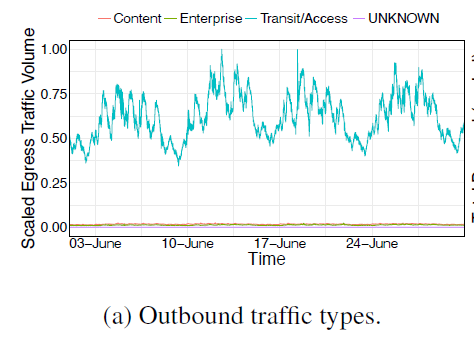 Content Enterprise Transit/Access UNKNOWN
Scaled Egress Traffic Volume
1.00
0.75
0.50
0.25
0.00
03–June 10–June 17–June 24–June
Time
(a) Outbound traffic types.